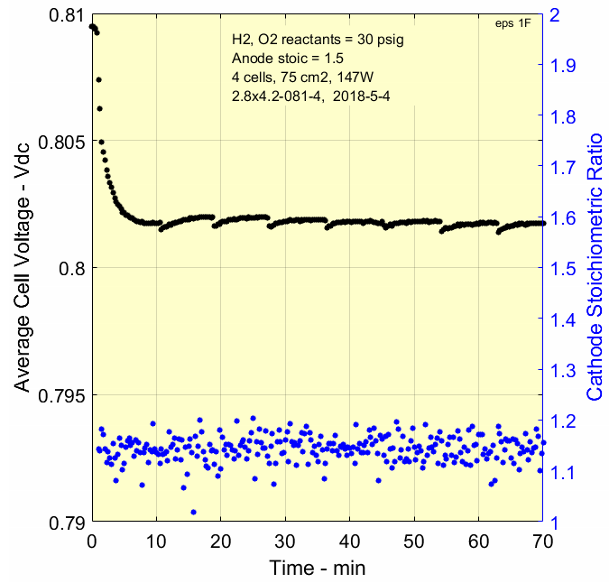 eps 1F
H2, O2 reactants = 30 psig
Anode stoic = 1.5
4 cells, 75 cm2, 147W
2.8x4.2-081-4, 2018-5-4
Average Cell Voltage - Vdc
0.81
0.805
0.8
0.795
0.79
2
1.9
1.8
1.7
1.6
1.5
1.4
1.3
1.2
1.1
1
Cathode Stoichiometric Ratio
0 10 20 30 40 50 60 70
Time - min